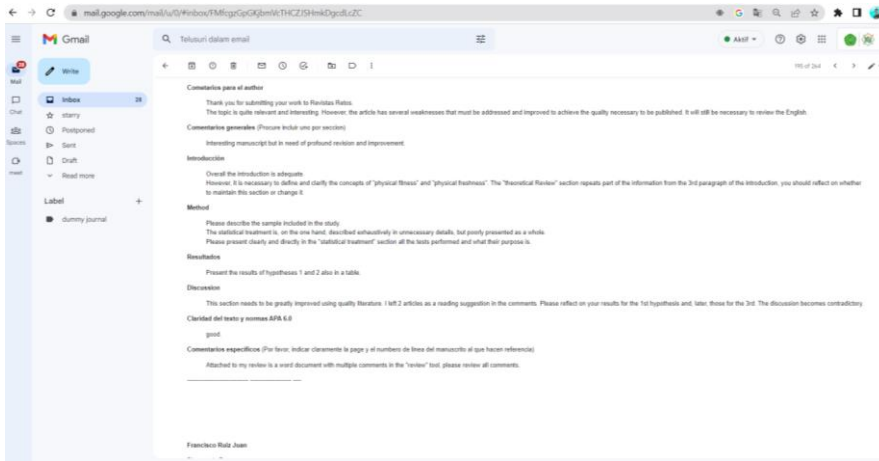 mail.google.com/mail/u/0/#inbox/FMfcgzGpGKjbmVcTHCZJSHmkDgcdLcZC
Gmail
Telusuri dalam email
Aktif
Mail
Chat
Spaces
meet
Write
Inbox 28
starry
Postponed
Sent
Draft
Read more
Label
dummy journal
195 of 264
Cometarios para el author
Thank you for submitting your work to Revistas Retos.
The topic is quite relevant and interesting. However, the article has several weaknesses that must be addressed and improved to achieve the quality necessary to be published. It will still be necessary to review the English.
Comentarios generales (Procure incluir uno por seccion)
Interesting manuscript but in need of profound revision and improvement.
Introducción
Overall the introduction is adequate.
However, it is necessary to define and clarify the concepts of "physical fitness" and "physical freshness". The "theoretical Review" section repeats part of the information from the 3rd paragraph of the introduction, you should reflect on whether
to maintain this section or change it.
Method
Please describe the sample included in the study.
The statistical treatment is, on the one hand, described exhaustively in unnecessary details, but poorly presented as a whole.
Please present clearly and directly in the "statistical treatment" section all the tests performed and what their purpose is.
Resultados
Present the results of hypotheses 1 and 2 also in a table.
Discussion
This section needs to be greatly improved using quality literature. I left 2 articles as a reading suggestion in the comments. Please reflect on your results for the 1st hypothesis and, later, those for the 3rd. The discussion becomes contradictory.
Claridad del texto y normas APA 6.0
good
Comentarios especificos (Por favor, indicar claramente la page y el numbero de linea del manuscrito al que hacen referencia)
Attached to my review is a word document with multiple comments in the "review" tool, please review all comments.
Francisco Ruiz Juan